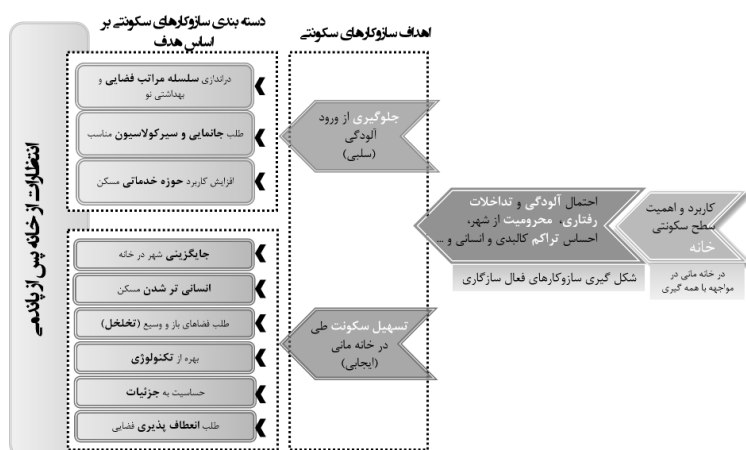 کاربرد و اهمیت
سطح سکونتی
خانه
در خانه مانی در
مواجهه با همه گیری
احتمال آلودگی و تداخلات
رفتاری، محرومیت از شهر،
احساس تراکم کالبدی و انسانی و ...
شکل گیری سازوکارهای فعال سازگاری
اهداف سازوکارهای سکونتی
جلوگیری از ورود
آلودگی
(سلبی)
تسهیل سکونت طی
در خانه مانی
(ایجابی)
دسته بندی سازوکارهای سکونتی بر
اساس هدف
دراندازی سلسله مراتب فضایی و
بهداشتی نو
طلب جانمایی و سیرکولاسیون مناسب
افزایش کاربرد حوزه خدماتی مسکن
جایگزینی شهر در خانه
انسانی تر شدن مسکن
طلب فضاهای باز و وسیع (تخلخل)
بهره از تکنولوژی
حساسیت به جزئیات
طلب انعطاف پذیری فضایی
انتظارات از خانه پس از پاندمی